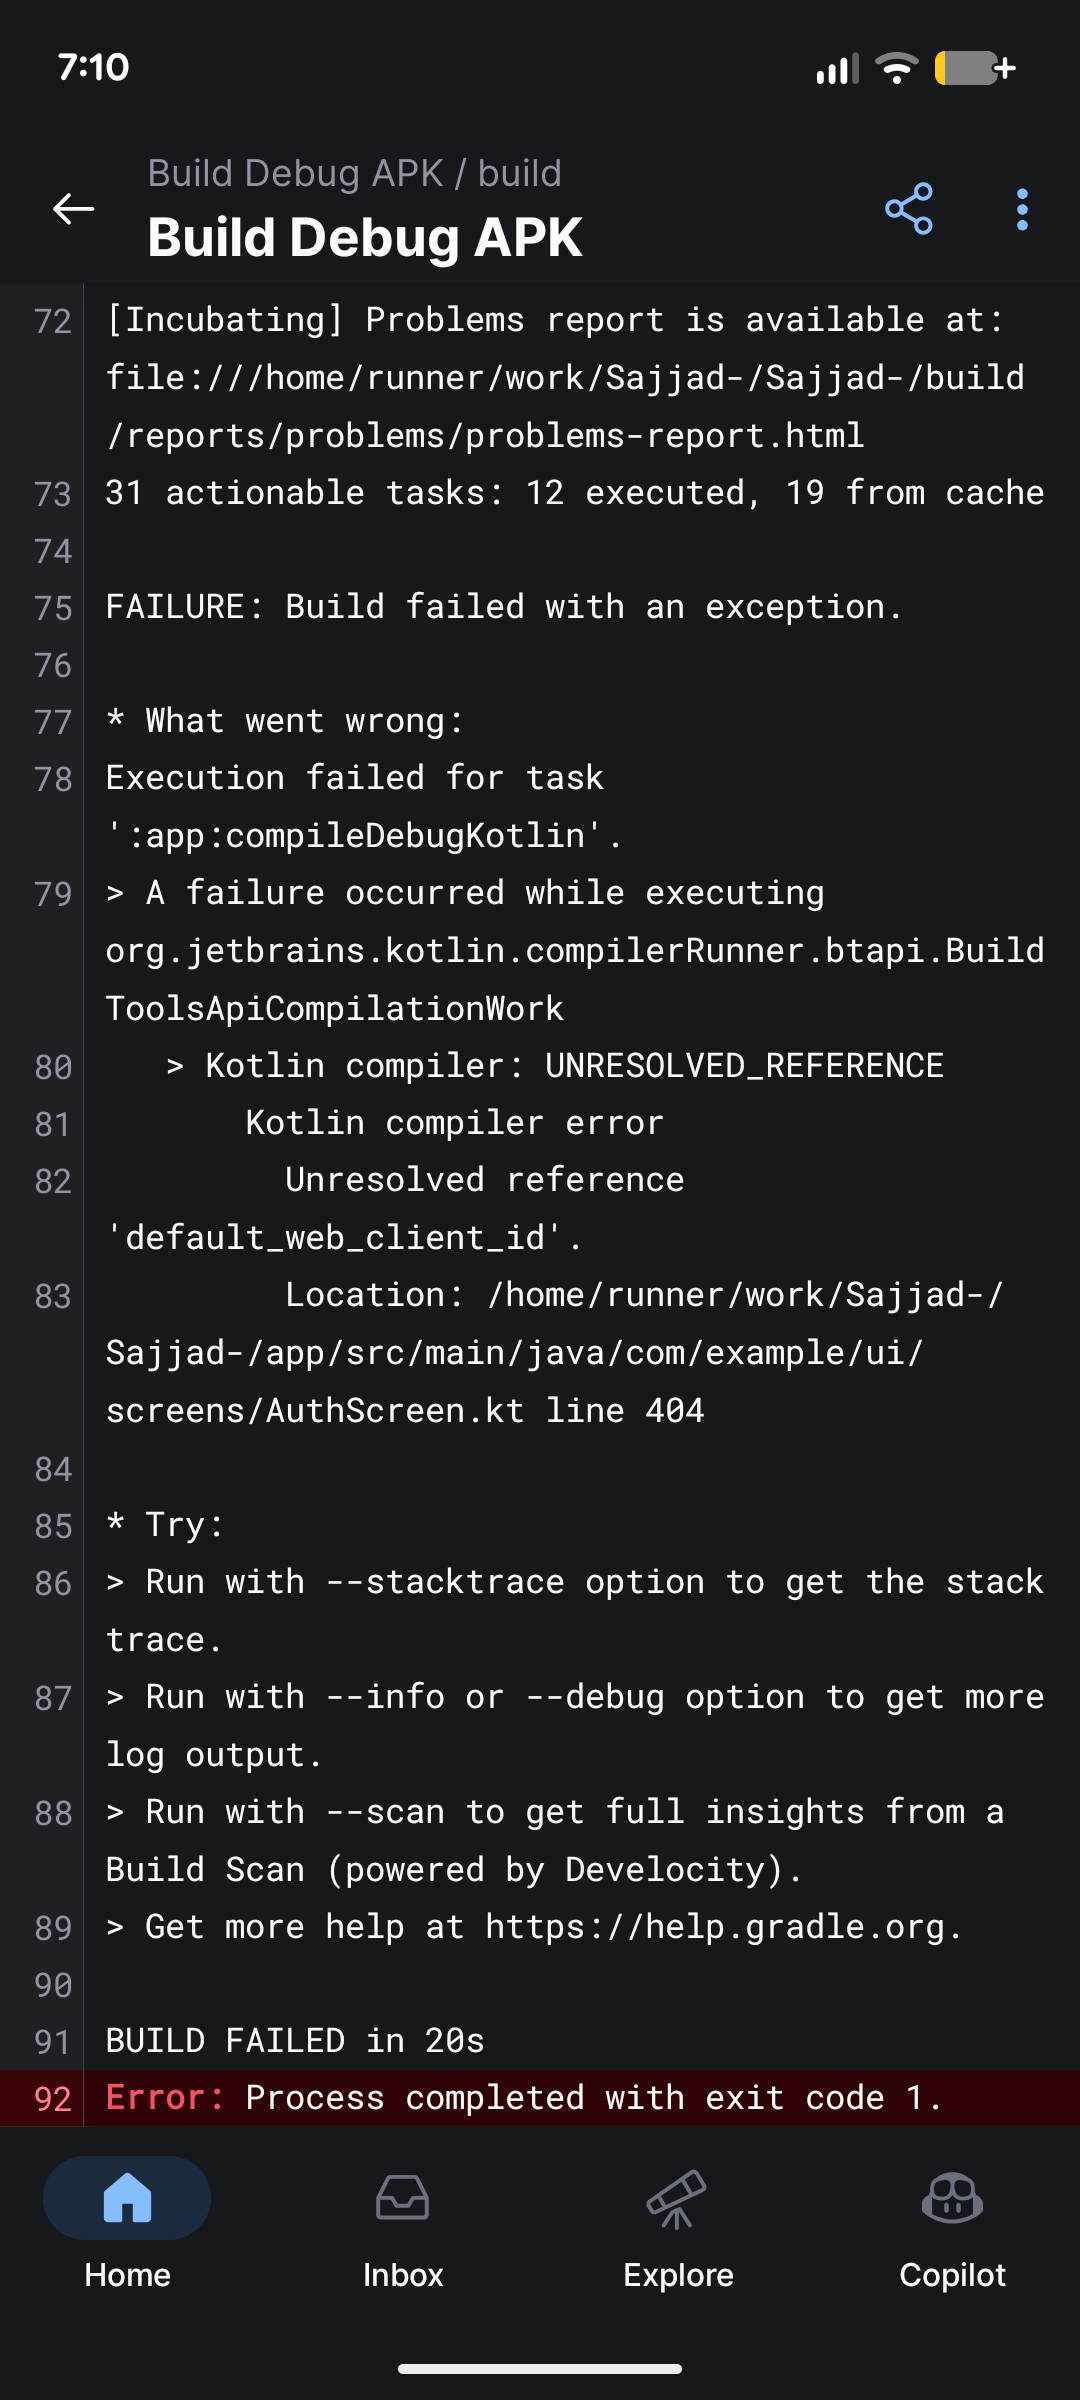 7:10
Build Debug APK / build
Build Debug APK
72 [Incubating] Problems report is available at:
file:///home/runner/work/Sajjad-/Sajjad-/build
/reports/problems/problems-report.html
73 31 actionable tasks: 12 executed, 19 from cache
74
75 FAILURE: Build failed with an exception.
76
77 * What went wrong:
78 Execution failed for task
':app:compileDebugKotlin'.
79 > A failure occurred while executing
org.jetbrains.kotlin.compilerRunner.btapi.Build
ToolsApiCompilationWork
80 > Kotlin compiler: UNRESOLVED_REFERENCE
81 Kotlin compiler error
82 Unresolved reference
'default_web_client_id'.
83 Location: /home/runner/work/Sajjad-/
Sajjad-/app/src/main/java/com/example/ui/
screens/AuthScreen.kt line 404
84
85 * Try:
86 > Run with --stacktrace option to get the stack
trace.
87 > Run with --info or --debug option to get more
log output.
88 > Run with --scan to get full insights from a
Build Scan (powered by Develocity).
89 > Get more help at https://help.gradle.org.
90
91 BUILD FAILED in 20s
92 Error: Process completed with exit code 1.
Home
Inbox
Explore
Copilot